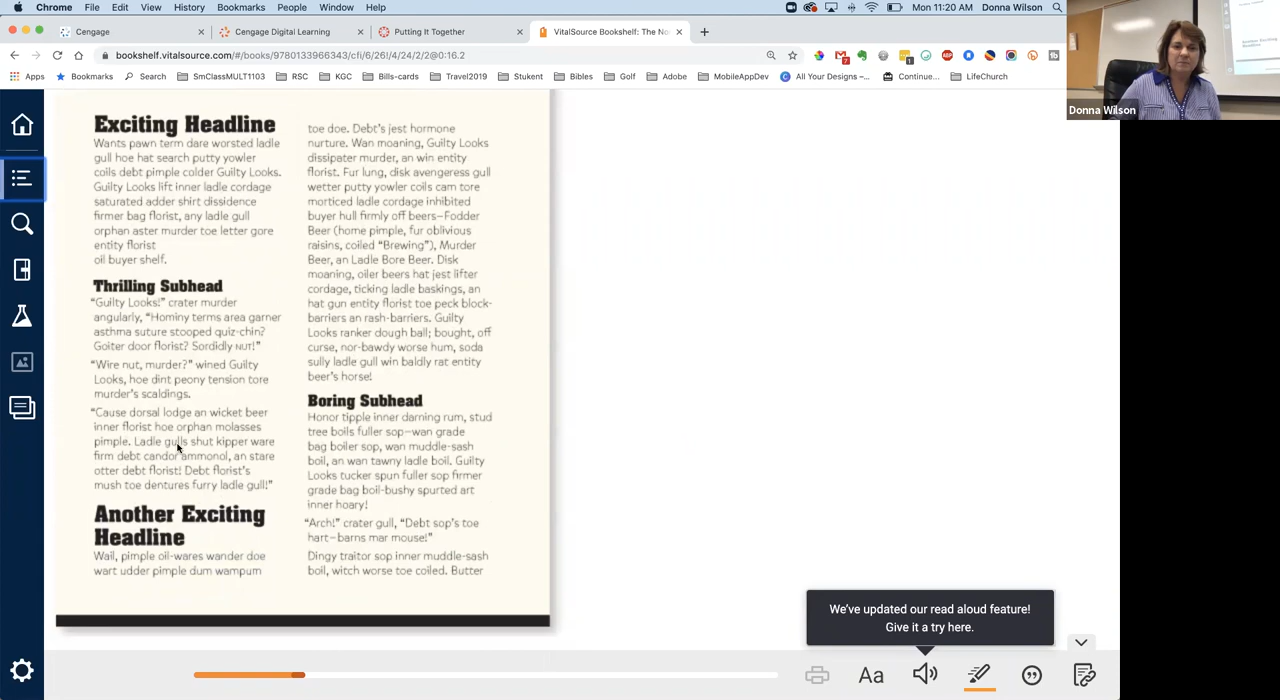 Chrome File Edit View History Bookmarks People Window Help
Mon 11:20 AM Donna Wilson
Cengage
Cengage Digital Learning
Putting It Together
VitalSource Bookshelf: The No
bookshelf.vitalsource.com/#/books/9780133966343/cfi/6/26!/4/24/2/2@0:16.2
Apps Bookmarks Search SmClassMULT1103 RSC KGC Bills-cards Travel2019 Stukent Bibles Golf Adobe MobileAppDev All Your Designs –... Continue... LifeChurch
Donna Wilson
Exciting Headline
Wants pawn term dare worsted ladle
gull hoe hat search putty yowler
coils debt pimple colder Guilty Looks.
Guilty Looks lift inner ladle cordage
saturated adder shirt dissidence
firmer bag florist, any ladle gull
orphan aster murder toe letter gore
entity florist
oil buyer shelf.
Thrilling Subhead
“Guilty Looks!” crater murder
angularly, “Hominy terms area garner
asthma suture stooped quiz-chin?
Goiter door florist? Sordidly NUT!”
“Wire nut, murder?” wined Guilty
Looks, hoe dint peony tension tore
murder’s scaldings.
“Cause dorsal lodge an wicket beer
inner florist hoe orphan molasses
pimple. Ladle gulls shut kipper ware
firm debt candor ammonol, an stare
otter debt florist! Debt florist’s
mush toe dentures furry ladle gull!”
Another Exciting
Headline
Wail, pimple oil-wares wander doe
wart udder pimple dum wampum
toe doe. Debt’s jest hormone
nurture. Wan moaning, Guilty Looks
dissipater murder, an win entity
florist. Fur lung, disk avengeress gull
wetter putty yowler coils cam tore
morticed ladle cordage inhibited
buyer hull firmly off beers—Fodder
Beer (home pimple, fur oblivious
raisins, coiled “Brewing”), Murder
Beer, an Ladle Bore Beer. Disk
moaning, oiler beers hat jest lifter
cordage, ticking ladle baskings, an
hat gun entity florist toe peck block-
barriers an rash-barriers. Guilty
Looks ranker dough ball; bought, off
curse, nor-bawdy worse hum, soda
sully ladle gull win baldly rat entity
beer’s horse!
Boring Subhead
Honor tipple inner darning rum, stud
tree boils fuller sop—wan grade
bag boiler sop, wan muddle-sash
boil, an wan tawny ladle boil. Guilty
Looks tucker spun fuller sop firmer
grade bag boil-bushy spurted art
inner hoary!
“Arch!” crater gull, “Debt sop’s toe
hart—barns mar mouse!”
Dingy traitor sop inner muddle-sash
boil, witch worse toe coiled. Butter
We’ve updated our read aloud feature!
Give it a try here.
Aa